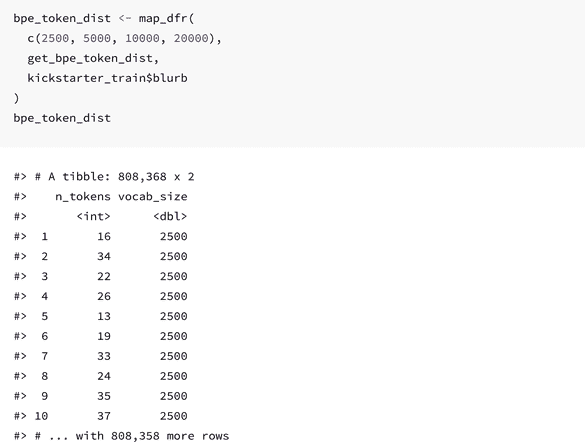 bpe_token_dist <- map_dfr(
  c(2500, 5000, 10000, 20000),
  get_bpe_token_dist,
  kickstarter_train$blurb
)
bpe_token_dist
#> # A tibble: 808,368 x 2
#>    n_tokens vocab_size
#>       <int>      <dbl>
#>  1       16       2500
#>  2       34       2500
#>  3       22       2500
#>  4       26       2500
#>  5       13       2500
#>  6       19       2500
#>  7       33       2500
#>  8       24       2500
#>  9       35       2500
#> 10       37       2500
#> # ... with 808,358 more rows